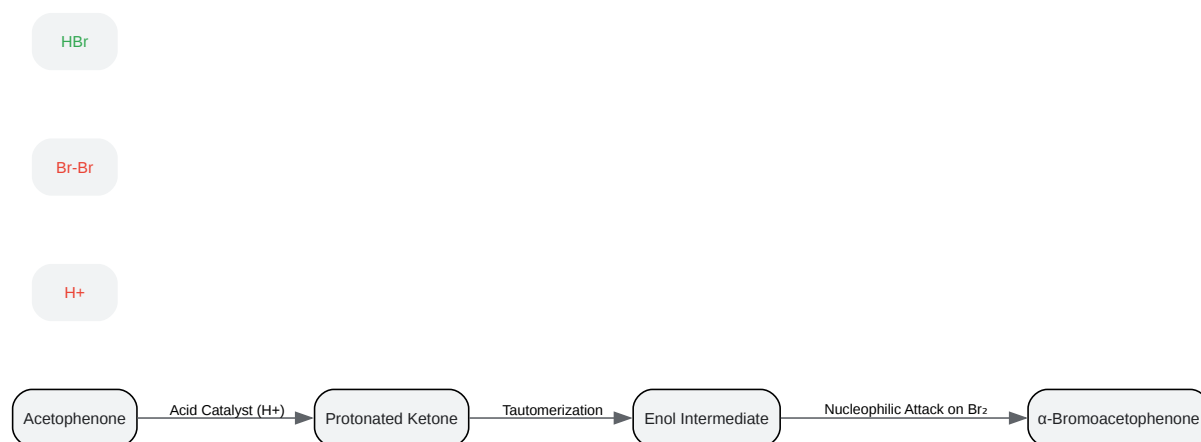 HBr
Br-Br
H+
Acetophenone
Acid Catalyst (H+)
Protonated Ketone
Tautomerization
Enol Intermediate
Nucleophilic Attack on Br₂
α-Bromoacetophenone